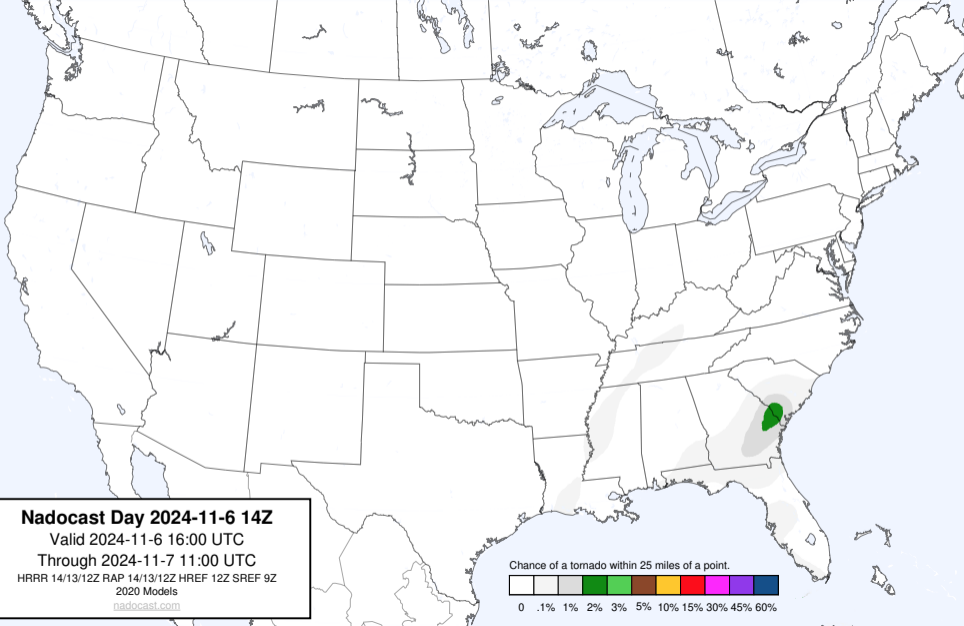 Nadocast Day 2024-11-6 14Z
Valid 2024-11-6 16:00 UTC
Through 2024-11-7 11:00 UTC
HRRR 14/13/12Z RAP 14/13/12Z HREF 12Z SREF 9Z
2020 Models
nadocast.com
Chance of a tornado within 25 miles of a point.
0 .1% 1% 2% 3% 5% 10% 15% 30% 45% 60%